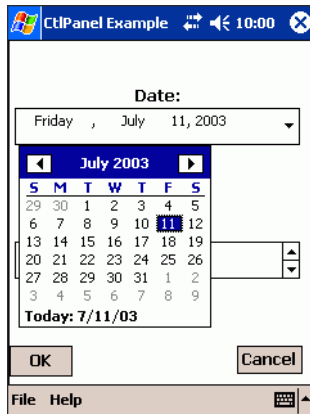 CtlPanel Example 10:00
Date:
Friday , July 11, 2003
July 2003
S M T W T F S
29 30 1 2 3 4 5
6 7 8 9 10 11 12
13 14 15 16 17 18 19
20 21 22 23 24 25 26
27 28 29 30 31 1 2
3 4 5 6 7 8 9
Today: 7/11/03
OK Cancel
File Help